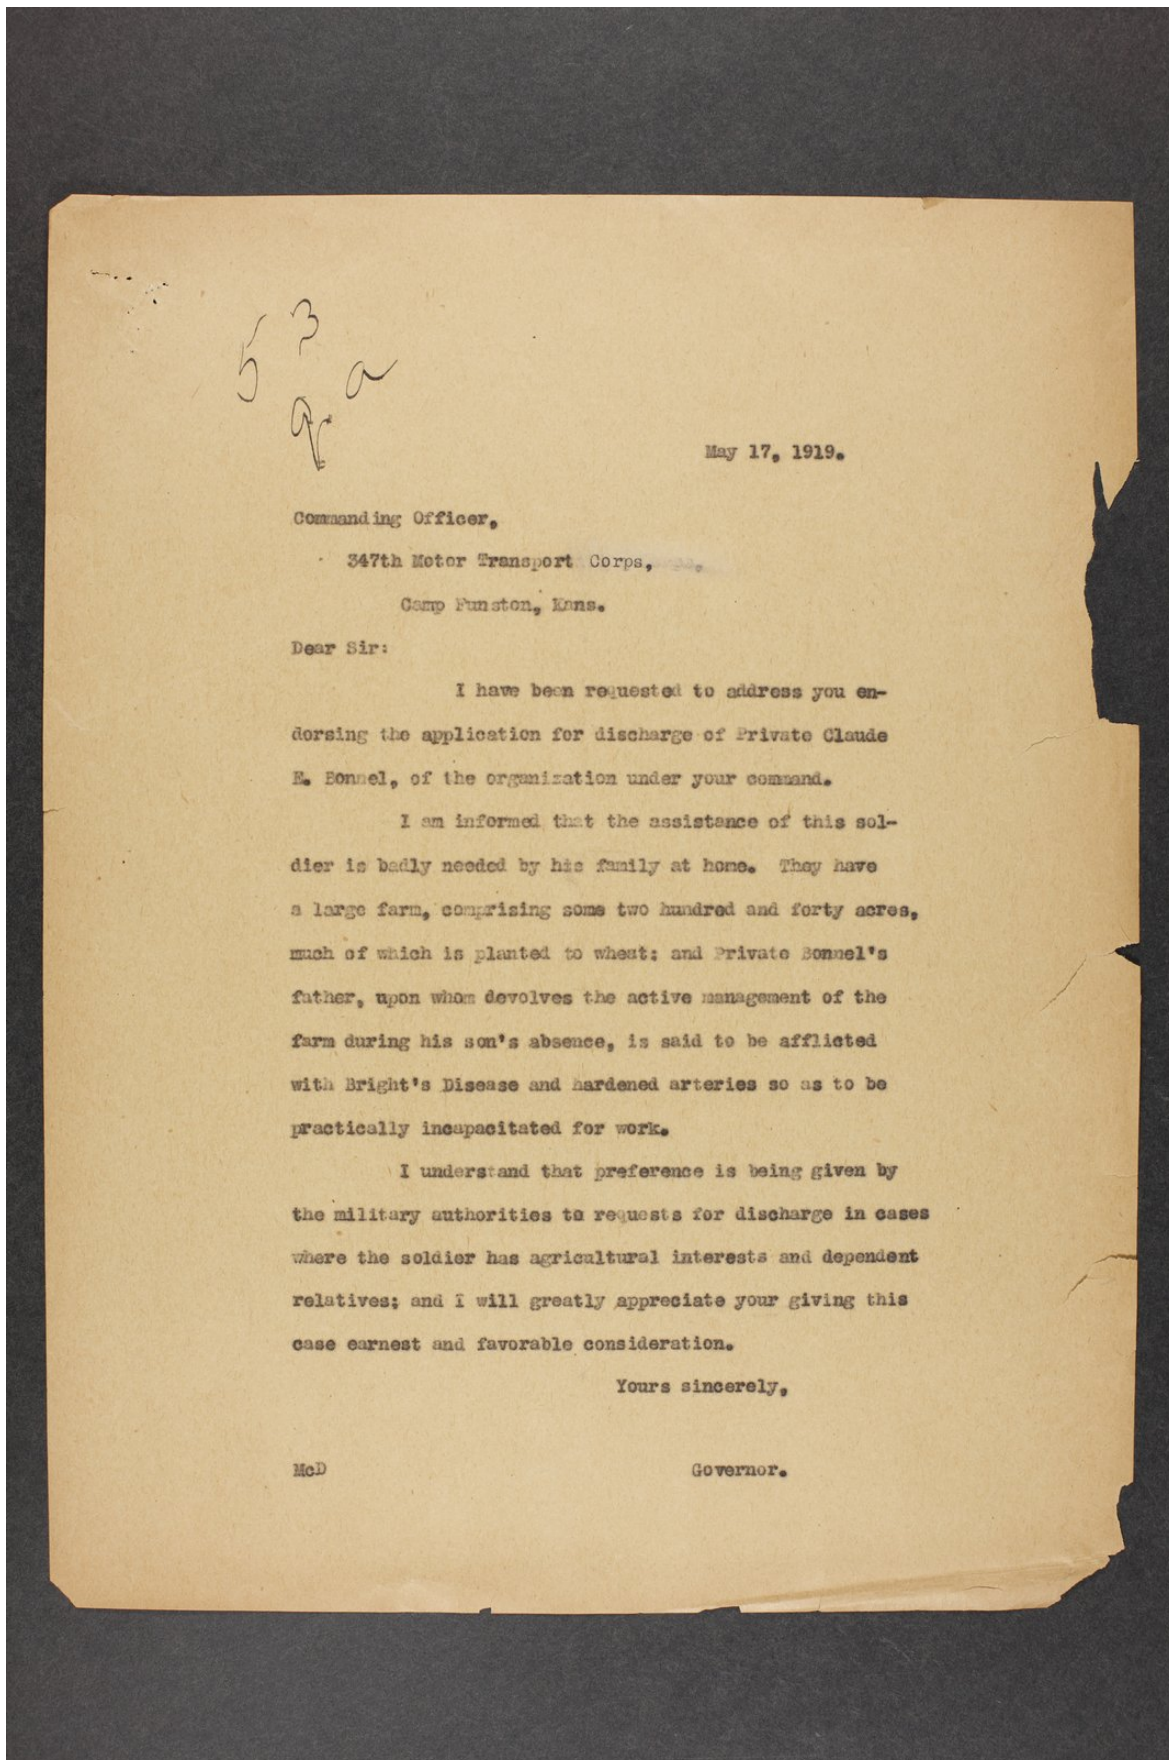 5 3
9 a
May 17, 1919.
Commanding Officer,
347th Motor Transport Corps,
Camp Funston, Kans.
Dear Sir:
I have been requested to address you en-
dorsing the application for discharge of Private Claude
E. Bonnel, of the organization under your command.
I am informed that the assistance of this sol-
dier is badly needed by his family at home. They have
a large farm, comprising some two hundred and forty acres,
much of which is planted to wheat; and Private Bonnel's
father, upon whom devolves the active management of the
farm during his son's absence, is said to be afflicted
with Bright's Disease and hardened arteries so as to be
practically incapacitated for work.
I understand that preference is being given by
the military authorities to requests for discharge in cases
where the soldier has agricultural interests and dependent
relatives; and I will greatly appreciate your giving this
case earnest and favorable consideration.
Yours sincerely,
McD Governor.